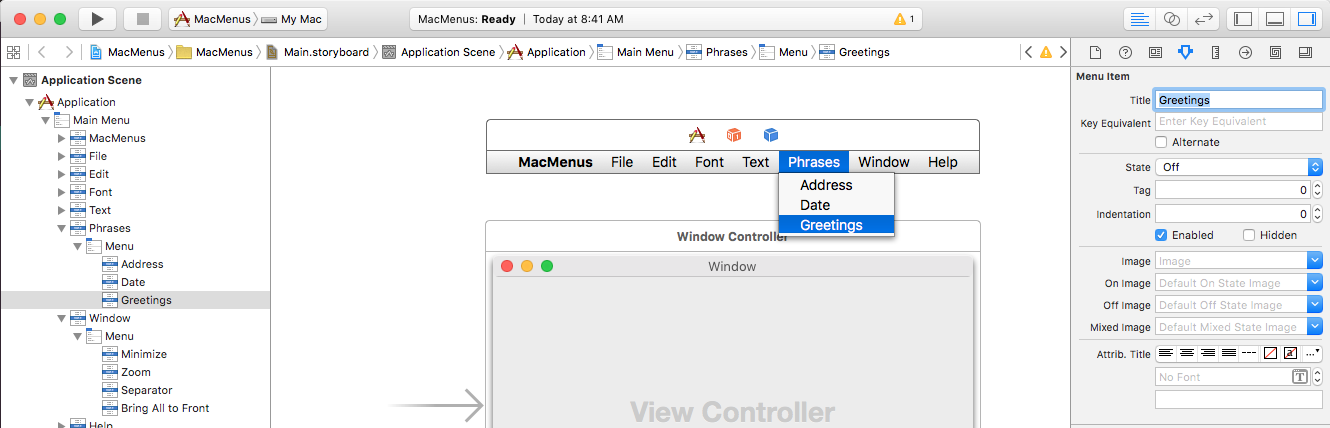 MacMenus My Mac
MacMenus: Ready | Today at 8:41 AM
1
MacMenus MacMenus Main.storyboard Application Scene Application Main Menu Phrases Menu Greetings
Application Scene
Application
Main Menu
MacMenus
File
Edit
Font
Text
Phrases
Menu
Address
Date
Greetings
Window
Menu
Minimize
Zoom
Separator
Bring All to Front
Help
MacMenus File Edit Font Text Phrases Window Help
Address
Date
Greetings
Window Controller
Window
View Controller
Menu Item
Title Greetings
Key Equivalent Enter Key Equivalent
Alternate
State Off
Tag 0
Indentation 0
Enabled Hidden
Image Image
On Image Default On State Image
Off Image Default Off State Image
Mixed Image Default Mixed State Image
Attrib. Title a ...
No Font T